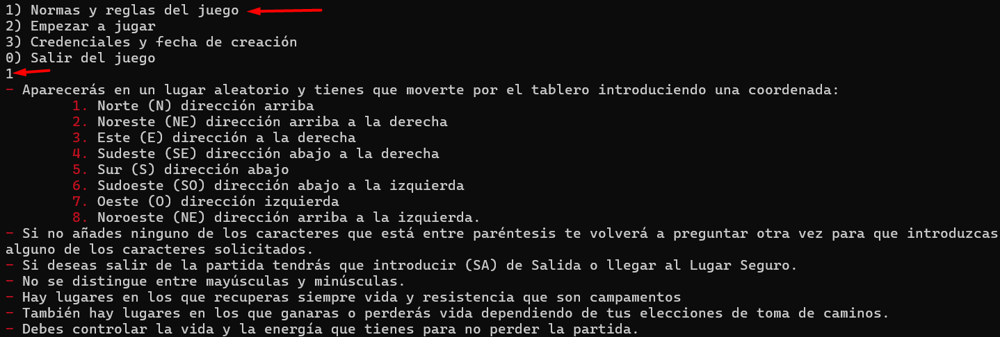 1) Normas y reglas del juego
2) Empezar a jugar
3) Credenciales y fecha de creación
0) Salir del juego
1
- Aparecerás en un lugar aleatorio y tienes que moverte por el tablero introduciendo una coordenada:
1. Norte (N) dirección arriba
2. Noreste (NE) dirección arriba a la derecha
3. Este (E) dirección a la derecha
4. Sudeste (SE) dirección abajo a la derecha
5. Sur (S) dirección abajo
6. Sudoeste (SO) dirección abajo a la izquierda
7. Oeste (O) dirección izquierda
8. Noroeste (NE) dirección arriba a la izquierda.
- Si no añades ninguno de los caracteres que está entre paréntesis te volverá a preguntar otra vez para que introduzcas
alguno de los caracteres solicitados.
- Si deseas salir de la partida tendrás que introducir (SA) de Salida o llegar al Lugar Seguro.
- No se distingue entre mayúsculas y minúsculas.
- Hay lugares en los que recuperas siempre vida y resistencia que son campamentos
- También hay lugares en los que ganaras o perderás vida dependiendo de tus elecciones de toma de caminos.
- Debes controlar la vida y la energía que tienes para no perder la partida.